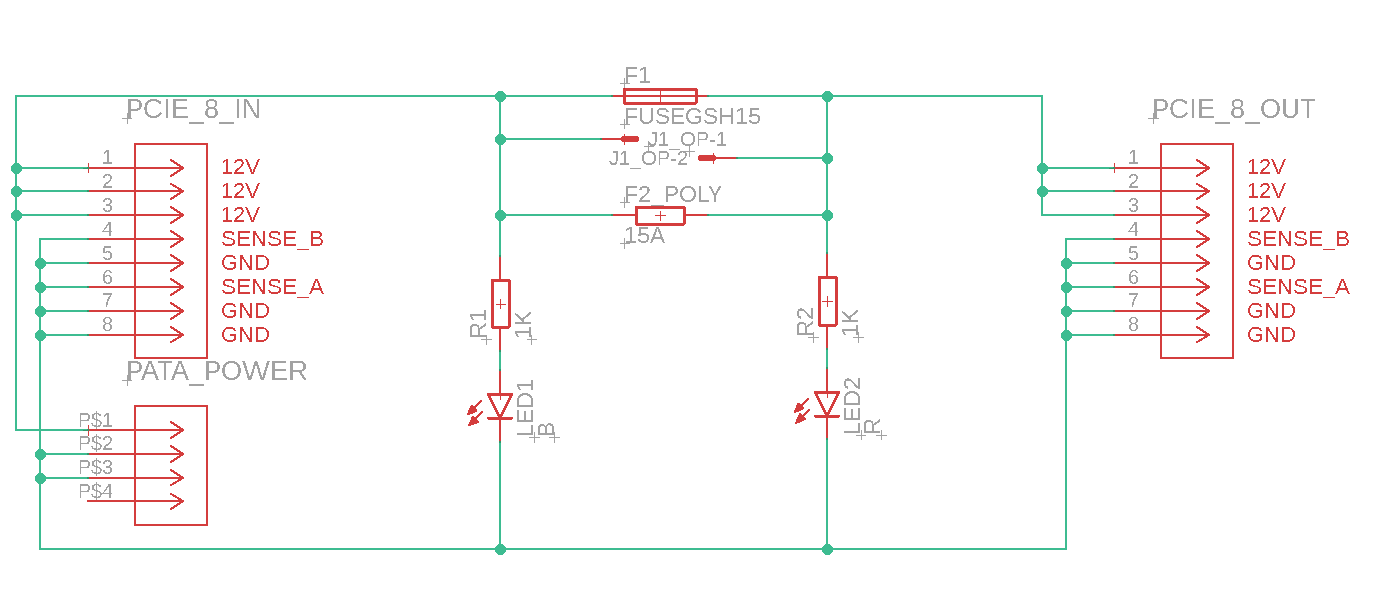 F1
PCIE_8_IN
FUSEGSH15
PCIE_8_OUT
J1_OP-1
J1_OP-2
1
12V
2
12V
3
12V
4
SENSE_B
5
GND
6
SENSE_A
7
GND
8
GND
F2_POLY
15A
1
12V
2
12V
3
12V
4
SENSE_B
5
GND
6
SENSE_A
7
GND
8
GND
R1
1K
R2
1K
PATA_POWER
P$1
P$2
P$3
P$4
LED1
B
LED2
R